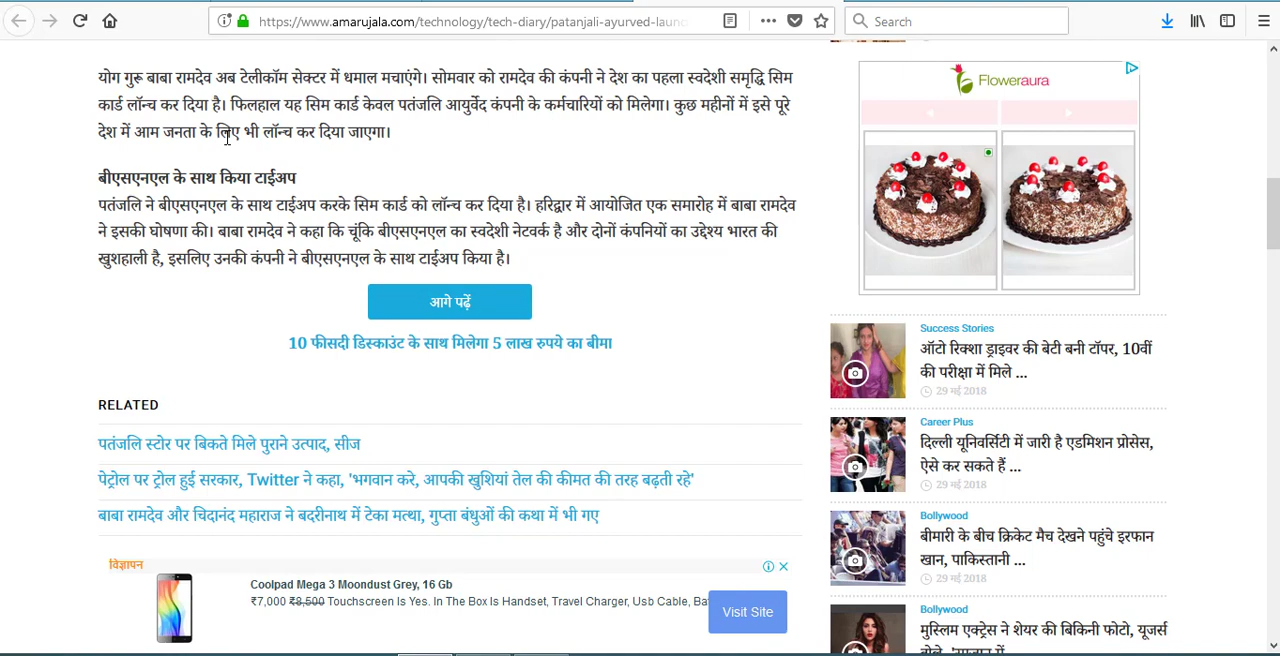 https://www.amarujala.com/technology/tech-diary/patanjali-ayurved-laun
Search
योग गुरू बाबा रामदेव अब टेलीकॉम सेक्टर में धमाल मचाएंगे। सोमवार को रामदेव की कंपनी ने देश का पहला स्वदेशी समृद्धि सिम
कार्ड लॉन्च कर दिया है। फिलहाल यह सिम कार्ड केवल पतंजलि आयुर्वेद कंपनी के कर्मचारियों को मिलेगा। कुछ महीनों में इसे पूरे
देश में आम जनता के लिए भी लॉन्च कर दिया जाएगा।
बीएसएनएल के साथ किया टाईअप
पतंजलि ने बीएसएनएल के साथ टाईअप करके सिम कार्ड को लॉन्च कर दिया है। हरिद्वार में आयोजित एक समारोह में बाबा रामदेव
ने इसकी घोषणा की। बाबा रामदेव ने कहा कि चूंकि बीएसएनएल का स्वदेशी नेटवर्क है और दोनों कंपनियों का उद्देश्य भारत की
खुशहाली है, इसलिए उनकी कंपनी ने बीएसएनएल के साथ टाईअप किया है।
आगे पढ़ें
10 फीसदी डिस्काउंट के साथ मिलेगा 5 लाख रुपये का बीमा
RELATED
पतंजलि स्टोर पर बिकते मिले पुराने उत्पाद, सीज
पेट्रोल पर ट्रोल हुई सरकार, Twitter ने कहा, 'भगवान करे, आपकी खुशियां तेल की कीमत की तरह बढ़ती रहे'
बाबा रामदेव और चिदानंद महाराज ने बदरीनाथ में टेका मत्था, गुप्ता बंधुओं की कथा में भी गए
विज्ञापन
Coolpad Mega 3 Moondust Grey, 16 Gb
₹7,000 ₹8,500 Touchscreen Is Yes. In The Box Is Handset, Travel Charger, Usb Cable, Ba
Visit Site
Floweraura
Success Stories
ऑटो रिक्शा ड्राइवर की बेटी बनी टॉपर, 10वीं
की परीक्षा में मिले ...
29 मई 2018
Career Plus
दिल्ली यूनिवर्सिटी में जारी है एडमिशन प्रोसेस,
ऐसे कर सकते हैं ...
29 मई 2018
Bollywood
बीमारी के बीच क्रिकेट मैच देखने पहुंचे इरफान
खान, पाकिस्तानी ...
29 मई 2018
Bollywood
मुस्लिम एक्ट्रेस ने शेयर की बिकिनी फोटो, यूजर्स